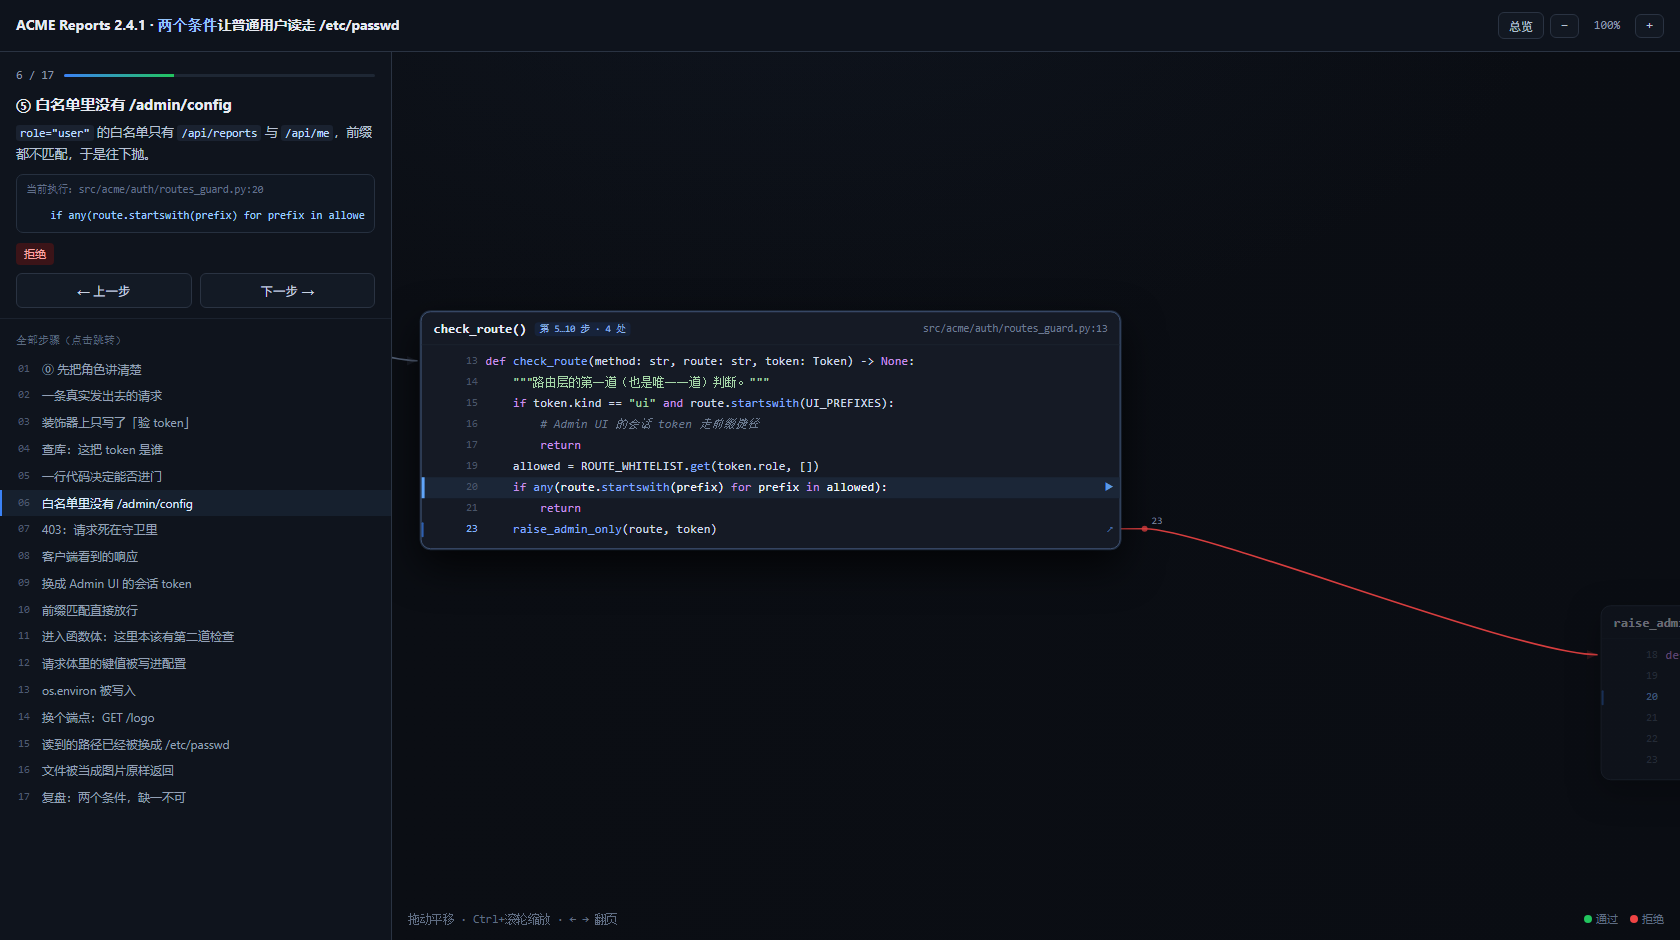 ACME Reports 2.4.1 · 两个条件让普通用户读走 /etc/passwd
总览
−
100%
+
6 / 17
⑤ 白名单里没有 /admin/config
role="user" 的白名单只有 /api/reports 与 /api/me，前缀
都不匹配，于是往下抛。
当前执行：src/acme/auth/routes_guard.py:20
if any(route.startswith(prefix) for prefix in allowe
拒绝
← 上一步
下一步 →
全部步骤（点击跳转）
01 ⓪ 先把角色讲清楚
02 一条真实发出去的请求
03 装饰器上只写了「验 token」
04 查库：这把 token 是谁
05 一行代码决定能否进门
06 白名单里没有 /admin/config
07 403：请求死在守卫里
08 客户端看到的响应
09 换成 Admin UI 的会话 token
10 前缀匹配直接放行
11 进入函数体：这里本该有第二道检查
12 请求体里的键值被写进配置
13 os.environ 被写入
14 换个端点：GET /logo
15 读到的路径已经被换成 /etc/passwd
16 文件被当成图片原样返回
17 复盘：两个条件，缺一不可
check_route() 第 5…10 步 · 4 处 src/acme/auth/routes_guard.py:13
13 def check_route(method: str, route: str, token: Token) -> None:
14 """路由层的第一道（也是唯一一道）判断。"""
15 if token.kind == "ui" and route.startswith(UI_PREFIXES):
16 # Admin UI 的会话 token 走前缀捷径
17 return
19 allowed = ROUTE_WHITELIST.get(token.role, [])
20 if any(route.startswith(prefix) for prefix in allowed): ▶
21 return
23 raise_admin_only(route, token) ↗
23
raise_admi
18 de
19
20
21
22
23
拖动平移 · Ctrl+滚轮缩放 · ← → 翻页
通过
拒绝